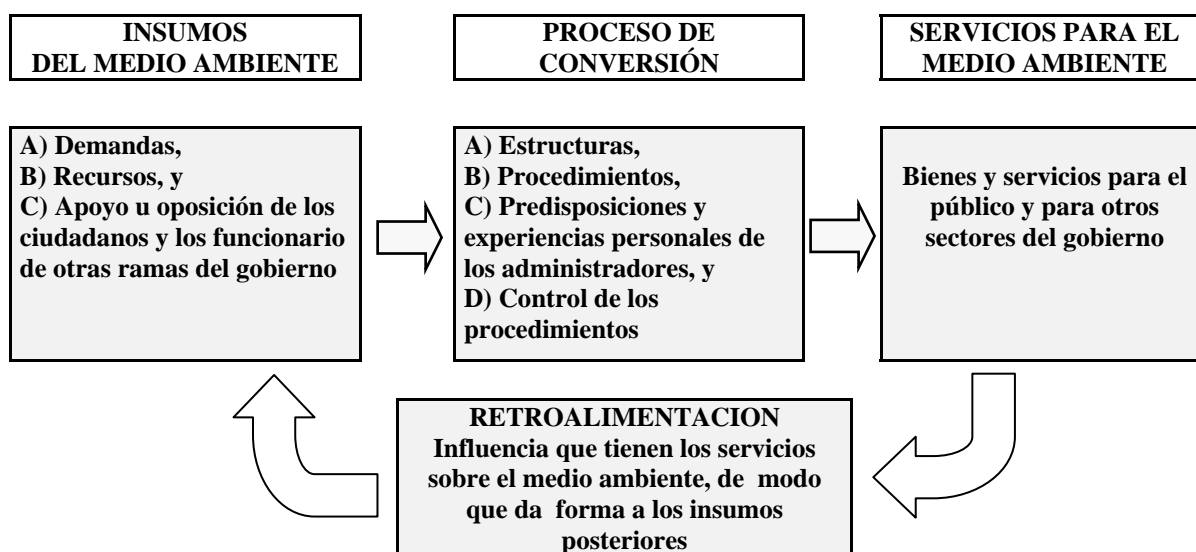 INSUMOS
DEL MEDIO AMBIENTE
PROCESO DE
CONVERSIÓN
SERVICIOS PARA EL
MEDIO AMBIENTE
A) Demandas,
B) Recursos, y
C) Apoyo u oposición de los
ciudadanos y los funcionario
de otras ramas del gobierno
A) Estructuras,
B) Procedimientos,
C) Predisposiciones y
experiencias personales de
los administradores, y
D) Control de los
procedimientos
Bienes y servicios para el
público y para otros
sectores del gobierno
RETROALIMENTACION
Influencia que tienen los servicios
sobre el medio ambiente, de modo
que da forma a los insumos
posteriores